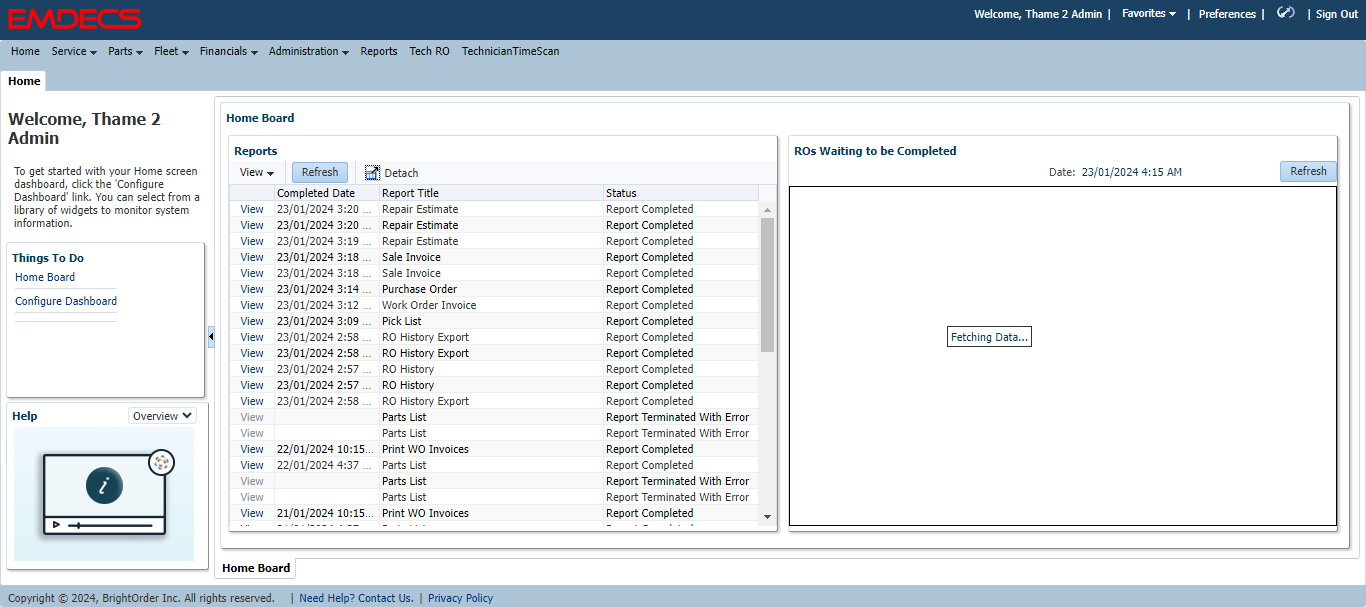 EMDECS
Welcome, Thame 2 Admin | Favorites | Preferences | | Sign Out
Home Service Parts Fleet Financials Administration Reports Tech RO TechnicianTimeScan
Home
Welcome, Thame 2
Admin
To get started with your Home screen
dashboard, click the 'Configure
Dashboard' link. You can select from a
library of widgets to monitor system
information.
Things To Do
Home Board
Configure Dashboard
Help Overview
i
Home Board
Reports
View Refresh Detach
Completed Date Report Title Status
View 23/01/2024 3:20 ... Repair Estimate Report Completed
View 23/01/2024 3:20 ... Repair Estimate Report Completed
View 23/01/2024 3:19 ... Repair Estimate Report Completed
View 23/01/2024 3:18 ... Sale Invoice Report Completed
View 23/01/2024 3:18 ... Sale Invoice Report Completed
View 23/01/2024 3:14 ... Purchase Order Report Completed
View 23/01/2024 3:12 ... Work Order Invoice Report Completed
View 23/01/2024 3:09 ... Pick List Report Completed
View 23/01/2024 2:58 ... RO History Export Report Completed
View 23/01/2024 2:58 ... RO History Export Report Completed
View 23/01/2024 2:57 ... RO History Report Completed
View 23/01/2024 2:57 ... RO History Report Completed
View 23/01/2024 2:58 ... RO History Export Report Completed
View Parts List Report Terminated With Error
View Parts List Report Terminated With Error
View 22/01/2024 10:15... Print WO Invoices Report Completed
View 22/01/2024 4:37 ... Parts List Report Completed
View Parts List Report Terminated With Error
View Parts List Report Terminated With Error
View 21/01/2024 10:15... Print WO Invoices Report Completed
ROs Waiting to be Completed
Date: 23/01/2024 4:15 AM Refresh
Fetching Data...
Home Board
Copyright © 2024, BrightOrder Inc. All rights reserved. | Need Help? Contact Us. | Privacy Policy